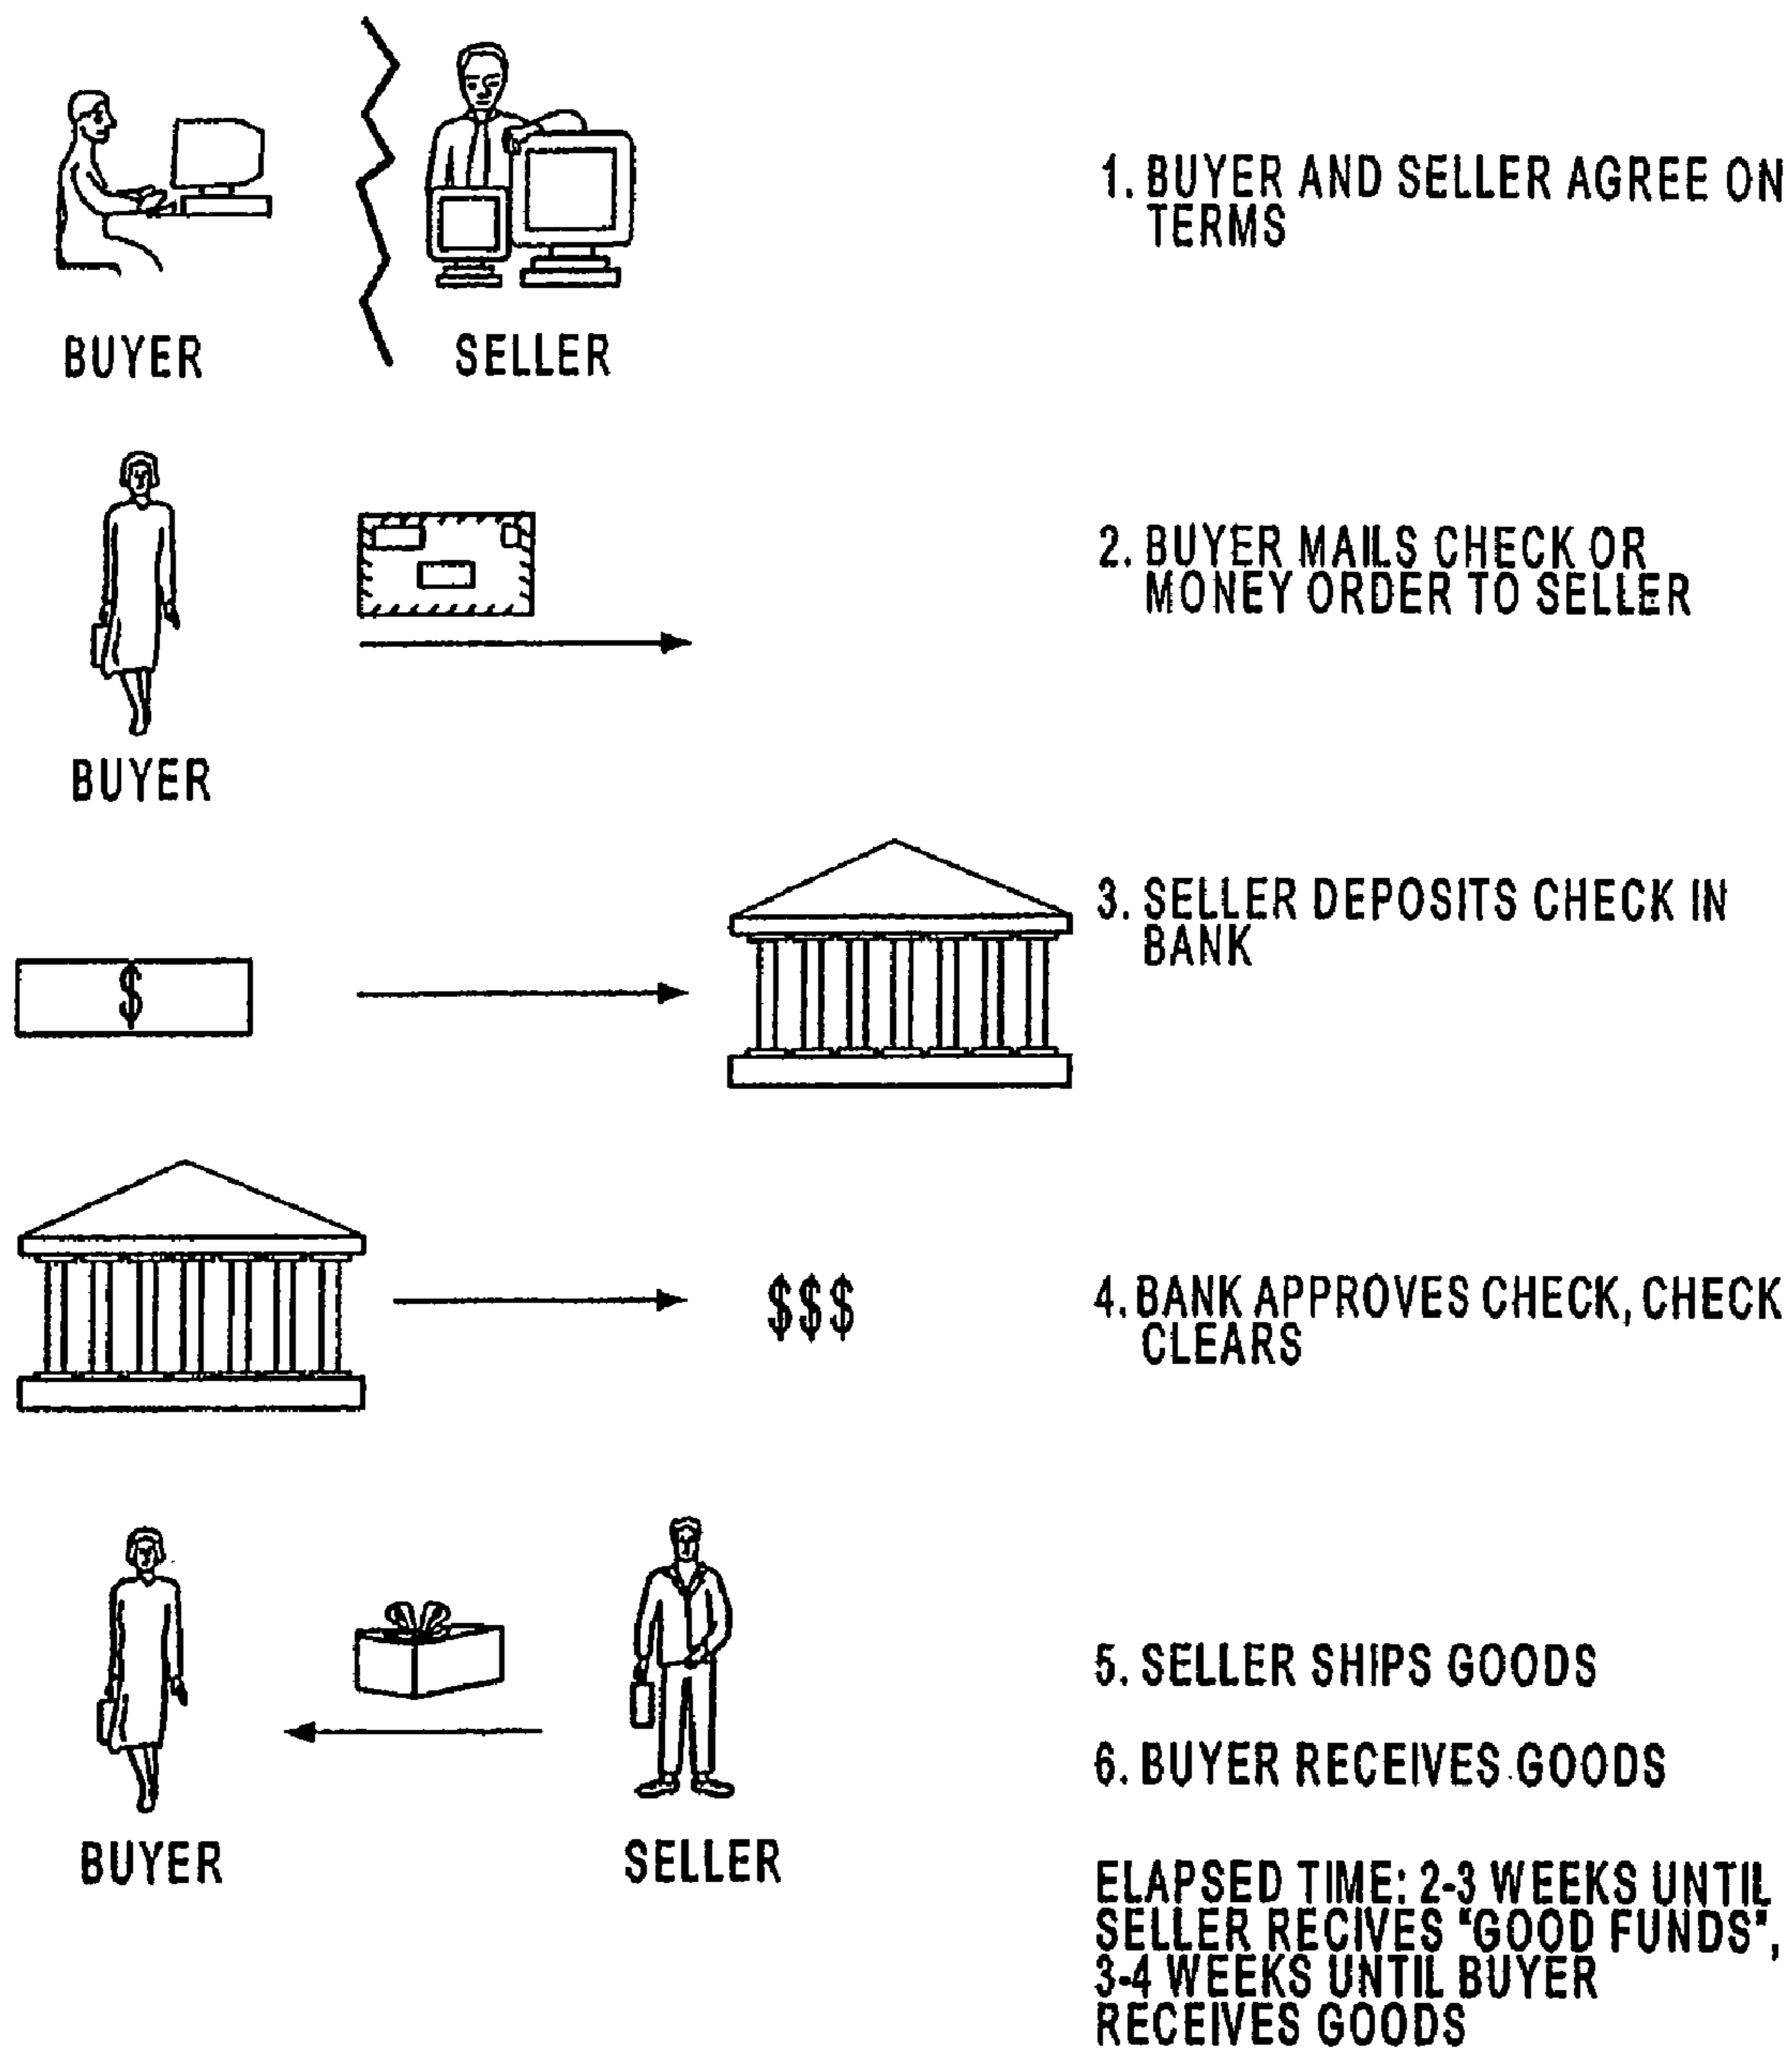 1. BUYER AND SELLER AGREE ON
TERMS
BUYER
SELLER
2. BUYER MAILS CHECK OR
MONEY ORDER TO SELLER
BUYER
3. SELLER DEPOSITS CHECK IN
BANK
$
4. BANK APPROVES CHECK, CHECK
CLEARS
$$$
5. SELLER SHIPS GOODS
6. BUYER RECEIVES GOODS
BUYER
SELLER
ELAPSED TIME: 2-3 WEEKS UNTIL
SELLER RECIVES "GOOD FUNDS",
3-4 WEEKS UNTIL BUYER
RECEIVES GOODS